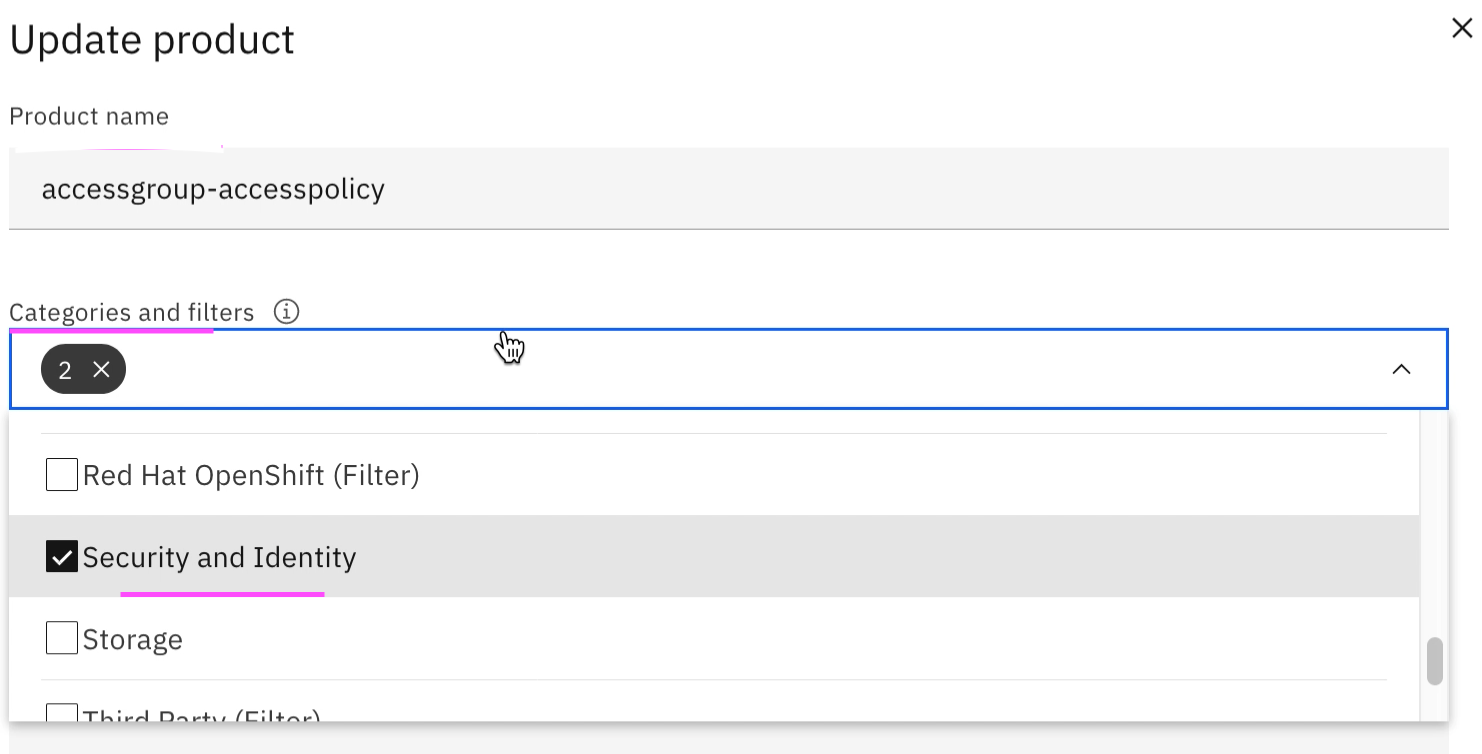 Update product
Product name
accessgroup-accesspolicy
Categories and filters
2
Red Hat OpenShift (Filter)
Security and Identity
Storage
Third Party (Filter)